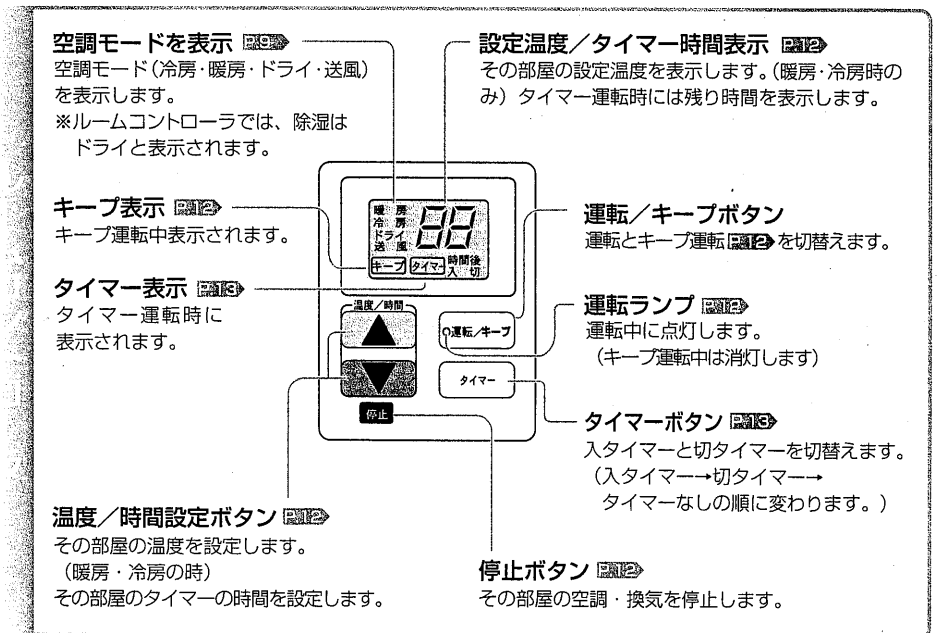 空調モードを表示 P.9
空調モード(冷房・暖房・ドライ・送風)
を表示します。
※ルームコントローラでは、除湿は
ドライと表示されます。
キープ表示 P.12
キープ運転中表示されます。
タイマー表示 P.13
タイマー運転時に
表示されます。
温度/時間設定ボタン P.12
その部屋の温度を設定します。
(暖房・冷房の時)
その部屋のタイマーの時間を設定します。
設定温度/タイマー時間表示 P.12
その部屋の設定温度を表示します。(暖房・冷房時の
み)タイマー運転時には残り時間を表示します。
運転/キープボタン
運転とキープ運転 P.12 を切替えます。
運転ランプ P.12
運転中に点灯します。
(キープ運転中は消灯します)
タイマーボタン P.13
入タイマーと切タイマーを切替えます。
(入タイマー→切タイマー→
タイマーなしの順に変わります。)
停止ボタン P.12
その部屋の空調・換気を停止します。
暖 房
冷 房
ドライ
送 風
88
キープ タイマー 時間後
入 切
温度/時間
運転/キープ
タイマー
停止